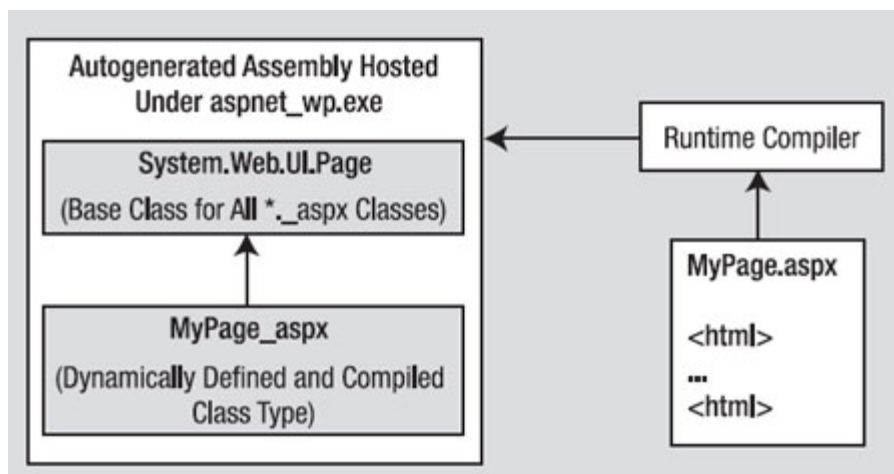 Autogenerated Assembly Hosted
Under aspnet_wp.exe
System.Web.UI.Page
(Base Class for All *._aspx Classes)
MyPage_aspx
(Dynamically Defined and Compiled
Class Type)
Runtime Compiler
MyPage.aspx
<html>
...
<html>